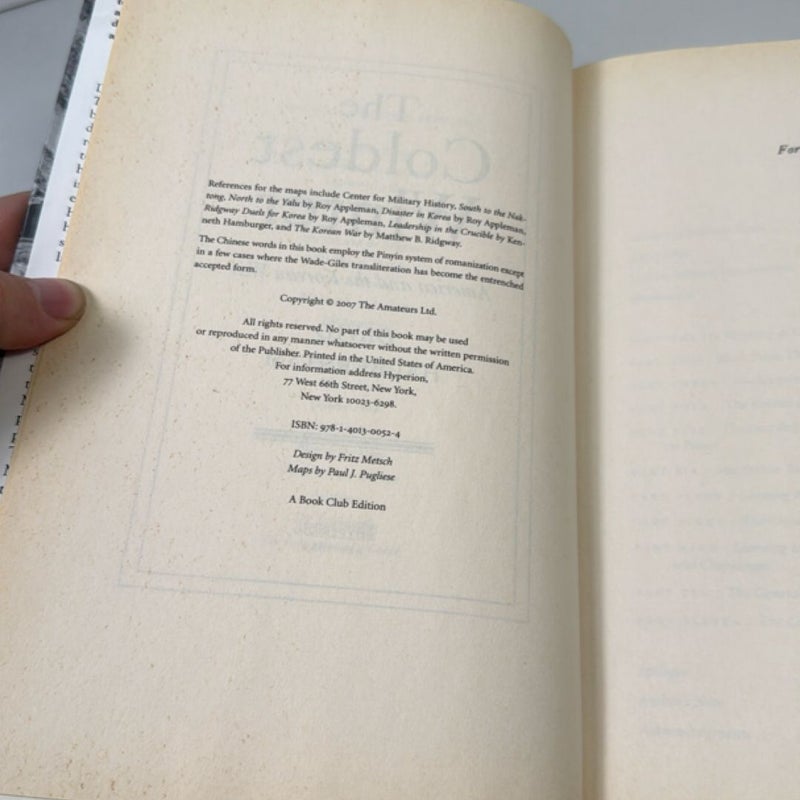 The
Coldest
References for the maps include Center for Military History, South to the Nak-
tong, North to the Yalu by Roy Appleman, Disaster in Korea by Roy Appleman,
Ridgway Duels for Korea by Roy Appleman, Leadership in the Crucible by Ken-
neth Hamburger, and The Korean War by Matthew B. Ridgway.
The Chinese words in this book employ the Pinyin system of romanization except
in a few cases where the Wade-Giles transliteration has become the entrenched
accepted form.
Copyright © 2007 The Amateurs Ltd.
All rights reserved. No part of this book may be used
or reproduced in any manner whatsoever without the written permission
of the Publisher. Printed in the United States of America.
For information address Hyperion,
77 West 66th Street, New York,
New York 10023-6298.
ISBN: 978-1-4013-0052-4
Design by Fritz Metsch
Maps by Paul J. Pugliese
A Book Club Edition
For